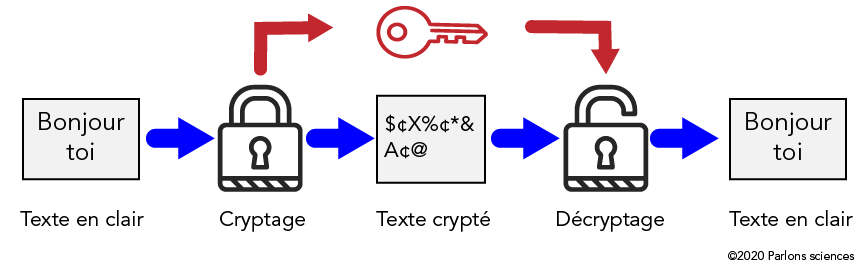 Bonjour
toi
$¢X%¢*&
A¢@
Bonjour
toi
Texte en clair
Cryptage
Texte crypté
Décryptage
Texte en clair
©2020 Parlons sciences